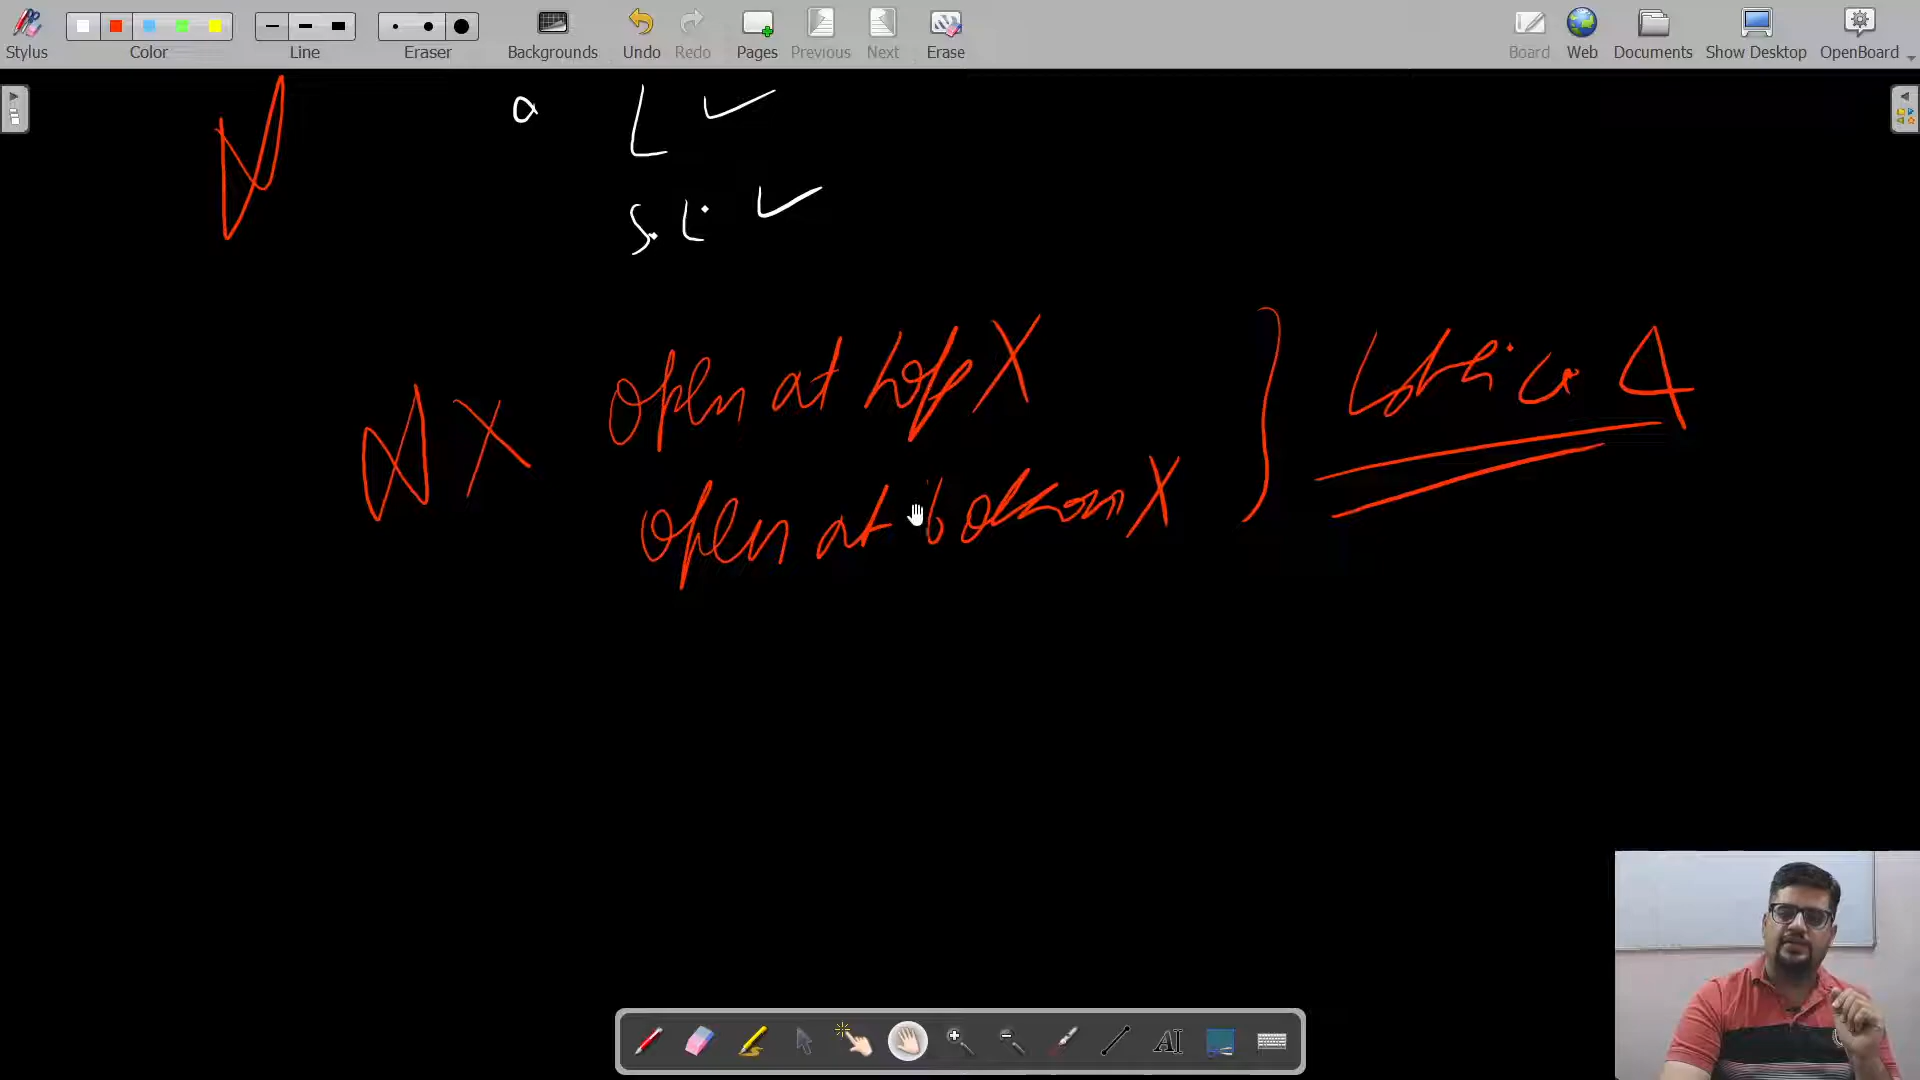 Stylus
Color
Line
Eraser
Backgrounds
Undo
Redo
Pages
Previous
Next
Erase
Board
Web
Documents
Show Desktop
OpenBoard
a L ✓
S.L ✓
open at top X
X open at bottom X
4